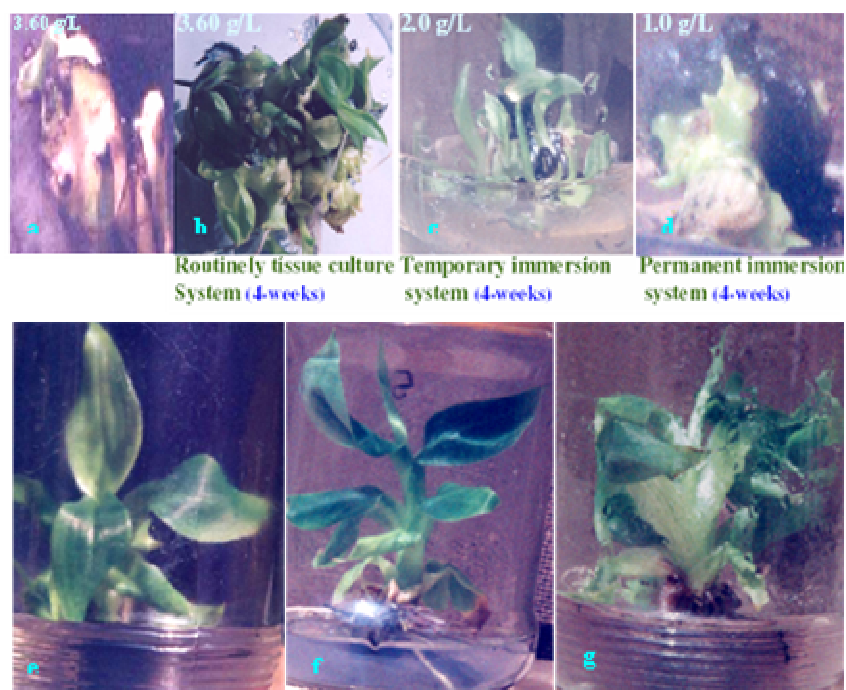 3.60 g/L
3.60 g/L
2.0 g/L
1.0 g/L
a
b
c
d
Routinely tissue culture
System (4-weeks)
Temporary immersion
system (4-weeks)
Permanent immersion
system (4-weeks)
e
f
g